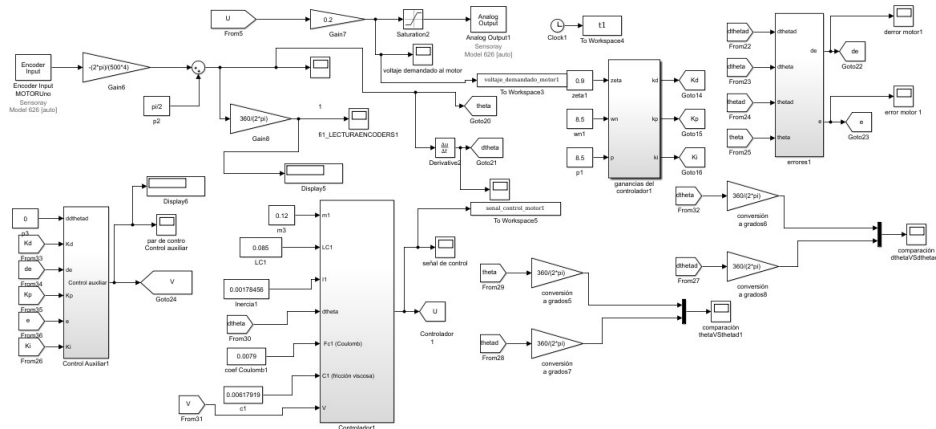 U
From5
0.2
Gain7
Saturation2
Analog
Output
Analog Output1
Sensoray
Model 626 [auto]
Clock1
t1
To Workspace4
voltaje demandado al motor
Encoder
Input
Encoder Input
MOTORUno
Sensoray
Model 626 [auto]
-(2*pi)/(500*4)
Gain6
pi/2
p2
360/(2*pi)
Gain8
1
fi1_LECTURAENCODERS1
Display5
voltaje_demandado_motor1
To Workspace3
theta
Goto20
Δu
Δt
Derivative2
dtheta
Goto21
0.9
zeta1
8.5
wn1
8.5
p1
zeta
wn
p
kd
kp
ki
ganancias del
controlador1
Kd
Goto14
Kp
Goto15
Ki
Goto16
dthetad
From22
dtheta
From23
thetad
From24
theta
From25
dthetad
dtheta
thetad
theta
de
e
errores1
derror motor1
de
Goto22
error motor 1
e
Goto23
0
p3
Kd
From33
de
From34
Kp
From35
e
From36
Ki
From26
ddthetad
Kd
de
Kp
e
Ki
Control auxiliar
Control Auxiliar1
Display6
par de contro
Control auxiliar
V
Goto24
0.12
m3
0.085
LC1
0.00178456
Inercia1
dtheta
From30
0.0079
coef Coulomb1
0.00617919
c1
V
From31
m1
LC1
I1
dtheta
Fc1 (Coulomb)
C1 (fricción viscosa)
V
Controlador1
senal_control_motor1
To Workspace5
señal de control
U
Controlador
1
theta
From29
360/(2*pi)
conversión
a grados5
thetad
From28
360/(2*pi)
conversión
a grados7
comparación
thetaVSthetad1
dtheta
From32
360/(2*pi)
conversión
a grados6
dthetad
From27
360/(2*pi)
conversión
a grados8
comparación
dthetaVSdthetad